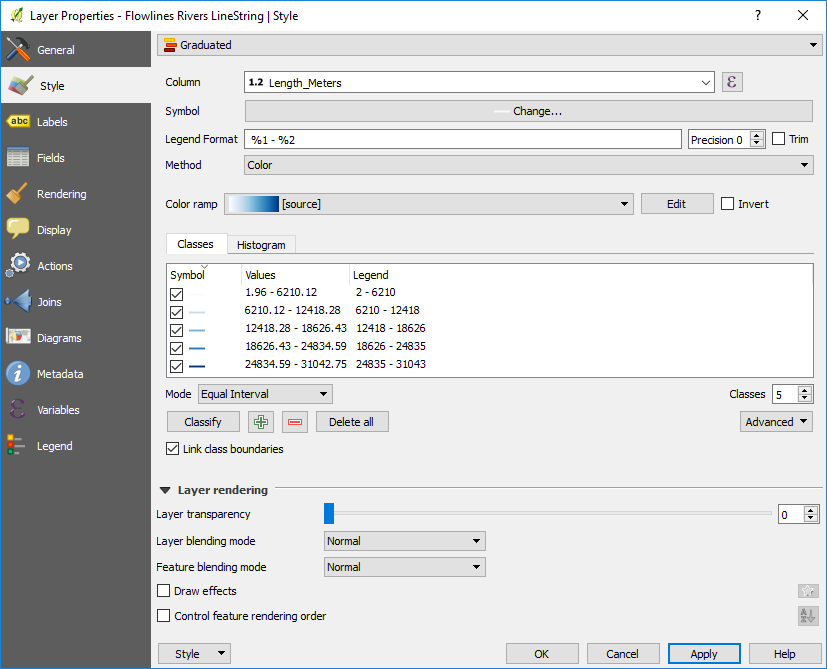 Layer Properties - Flowlines Rivers LineString | Style ?
General
Style
abc Labels
Fields
Rendering
Display
Actions
Joins
Diagrams
i Metadata
ε Variables
Legend
Graduated
Column 1.2 Length_Meters ε
Symbol Change...
Legend Format %1 - %2 Precision 0 Trim
Method Color
Color ramp [source] Edit Invert
Classes Histogram
Symbol Values Legend
1.96 - 6210.12 2 - 6210
6210.12 - 12418.28 6210 - 12418
12418.28 - 18626.43 12418 - 18626
18626.43 - 24834.59 18626 - 24835
24834.59 - 31042.75 24835 - 31043
Mode Equal Interval Classes 5
Classify Delete all Advanced
Link class boundaries
Layer rendering
Layer transparency 0
Layer blending mode Normal
Feature blending mode Normal
Draw effects
Control feature rendering order
Style OK Cancel Apply Help